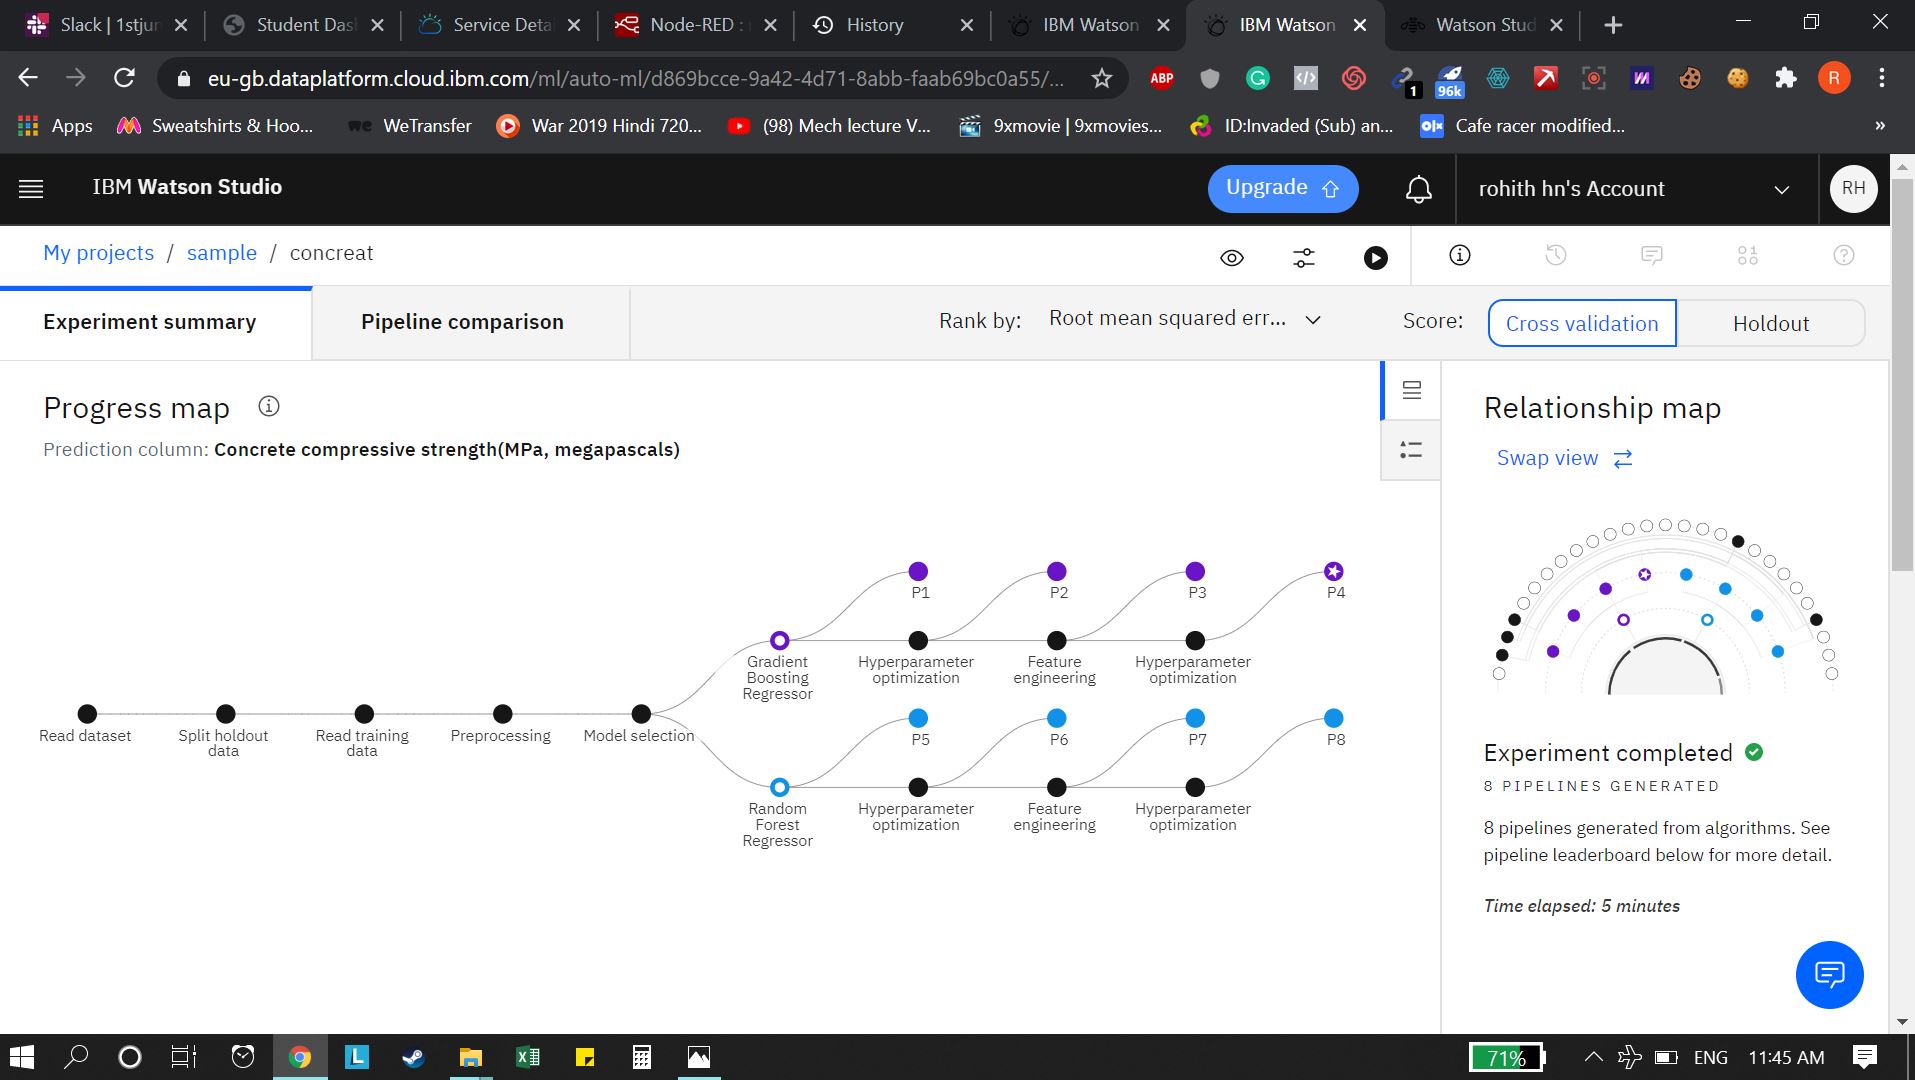 Slack | 1stjun
Student Das
Service Detai
Node-RED :
History
IBM Watson
IBM Watson
Watson Stud
eu-gb.dataplatform.cloud.ibm.com/ml/auto-ml/d869bcce-9a42-4d71-8abb-faab69bc0a55/...
ABP
1
96k
R
Apps
Sweatshirts & Hoo...
WeTransfer
War 2019 Hindi 720...
(98) Mech lecture V...
9xmovie | 9xmovies...
ID:Invaded (Sub) an...
Cafe racer modified...
»
IBM Watson Studio
Upgrade
rohith hn's Account
RH
My projects / sample / concreat
Experiment summary
Pipeline comparison
Rank by: Root mean squared err...
Score: Cross validation Holdout
Progress map
Prediction column: Concrete compressive strength(MPa, megapascals)
P1
P2
P3
P4
Gradient
Boosting
Regressor
Hyperparameter
optimization
Feature
engineering
Hyperparameter
optimization
Read dataset
Split holdout
data
Read training
data
Preprocessing
Model selection
P5
P6
P7
P8
Random
Forest
Regressor
Hyperparameter
optimization
Feature
engineering
Hyperparameter
optimization
Relationship map
Swap view
Experiment completed
8 PIPELINES GENERATED
8 pipelines generated from algorithms. See
pipeline leaderboard below for more detail.
Time elapsed: 5 minutes
71%
ENG
11:45 AM